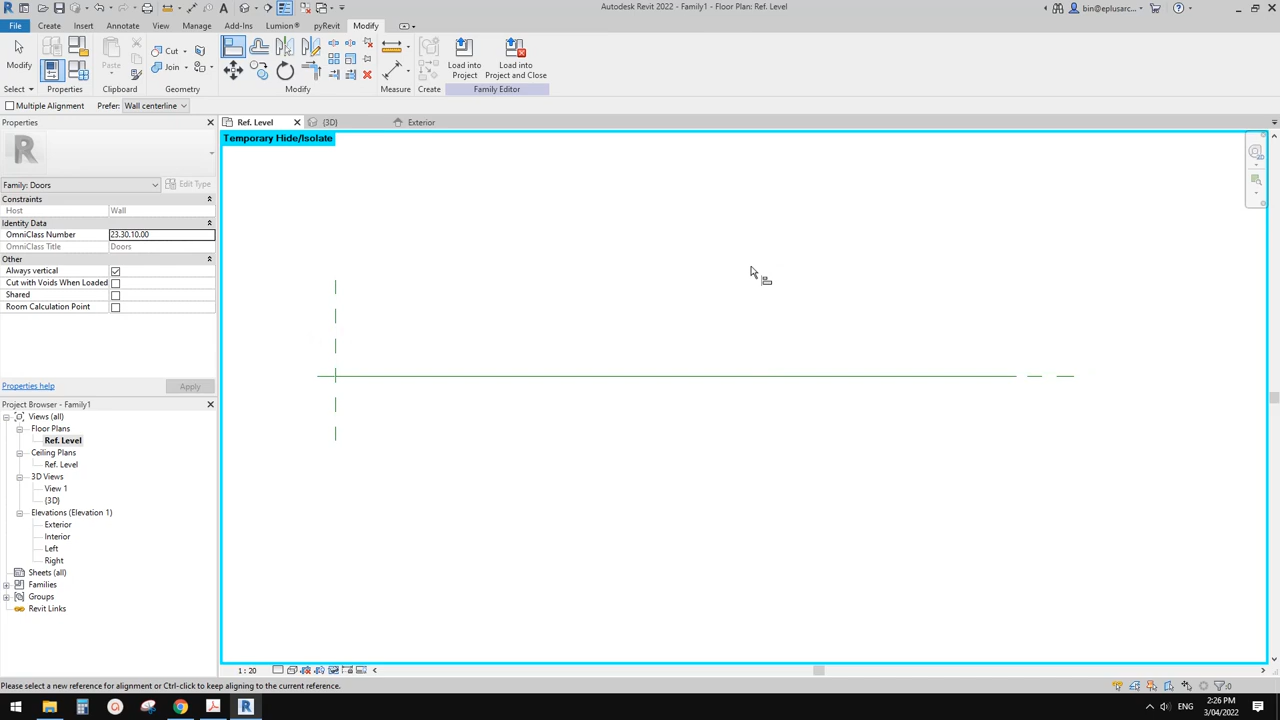 Autodesk Revit 2022 - Family1 - Floor Plan: Ref. Level
bin@eplusarc...
File Create Insert Annotate View Manage Add-Ins Lumion® pyRevit Modify
Modify Paste Cut Join Load into Project Load into Project and Close
Select Properties Clipboard Geometry Modify Measure Create Family Editor
Multiple Alignment Prefer: Wall centerline
Properties
Ref. Level {3D} Exterior
Temporary Hide/Isolate
Family: Doors Edit Type
Constraints
Host Wall
Identity Data
OmniClass Number 23.30.10.00
OmniClass Title Doors
Other
Always vertical
Cut with Voids When Loaded
Shared
Room Calculation Point
Properties help Apply
Project Browser - Family1
Views (all)
Floor Plans
Ref. Level
Ceiling Plans
Ref. Level
3D Views
View 1
{3D}
Elevations (Elevation 1)
Exterior
Interior
Left
Right
Sheets (all)
Families
Groups
Revit Links
1 : 20
Please select a new reference for alignment or Ctrl-click to keep aligning to the current reference.
:0
ENG
2:26 PM
3/04/2022